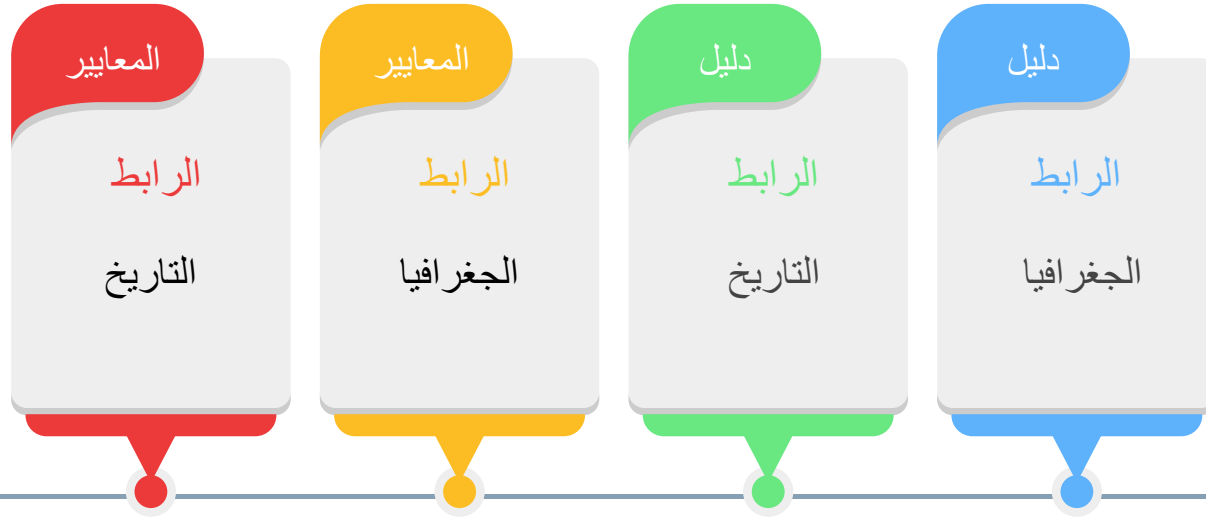 دليل
الرابط
الجغرافيا
دليل
الرابط
التاريخ
المعايير
الرابط
الجغرافيا
المعايير
الرابط
التاريخ